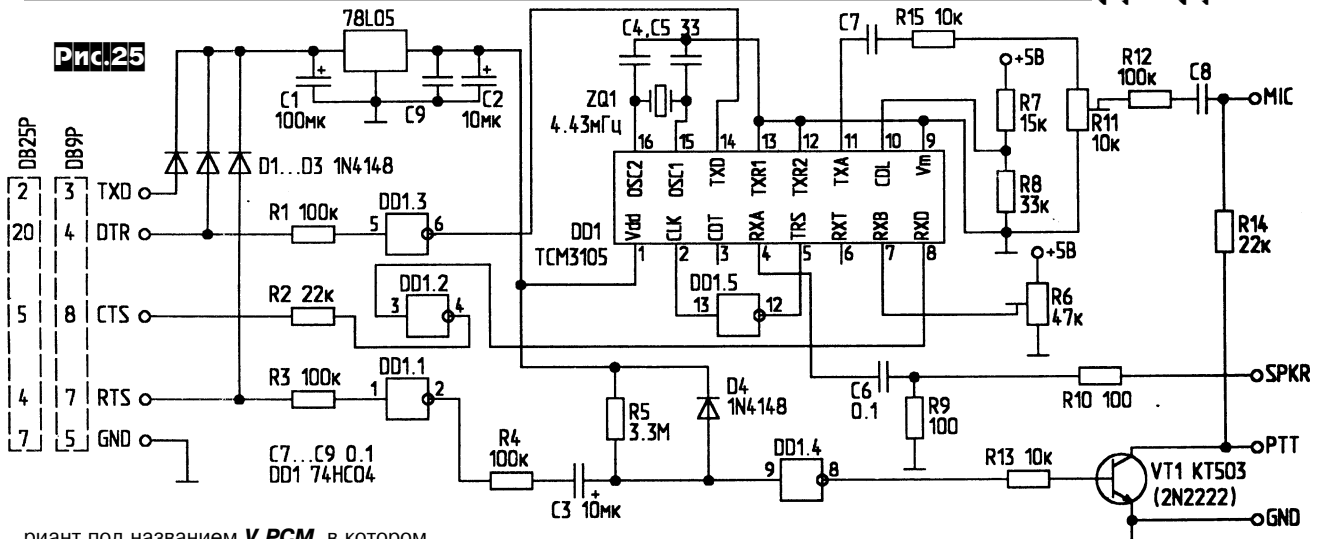 Рис.25
78L05
C1
100мк
C9
C2
10мк
C4,C5 33
ZQ1
4.43мГц
C7
R15 10к
+5В
R7
15к
R8
33к
R11
10к
R12
100к
C8
MIC
DB25P
DB9P
D1...D3 1N4148
2 3 TXD
20 4 DTR
5 8 CTS
4 7 RTS
7 5 GND
R1 100к
5 DD1.3 6
R2 22к
3 DD1.2 4
R3 100к
1 DD1.1 2
16 15 14 13 12 11 10 9
OSC2 OSC1 TXD TXR1 TXR2 TXA CDL Vm
DD1
TCM3105
Vdd CLK CDT RXA TRS RXT RXB RXD
1 2 3 4 5 6 7 8
13 DD1.5 12
+5В
R6
47к
R14
22к
C6
0.1
R9
100
R10 100
SPKR
R5
3.3М
D4
1N4148
R4
100к
C3 10мк
+
9 DD1.4 8
R13 10к
VT1 КТ503
(2N2222)
PTT
GND
C7...C9 0.1
DD1 74HC04
риант под названием V PCM, в котором